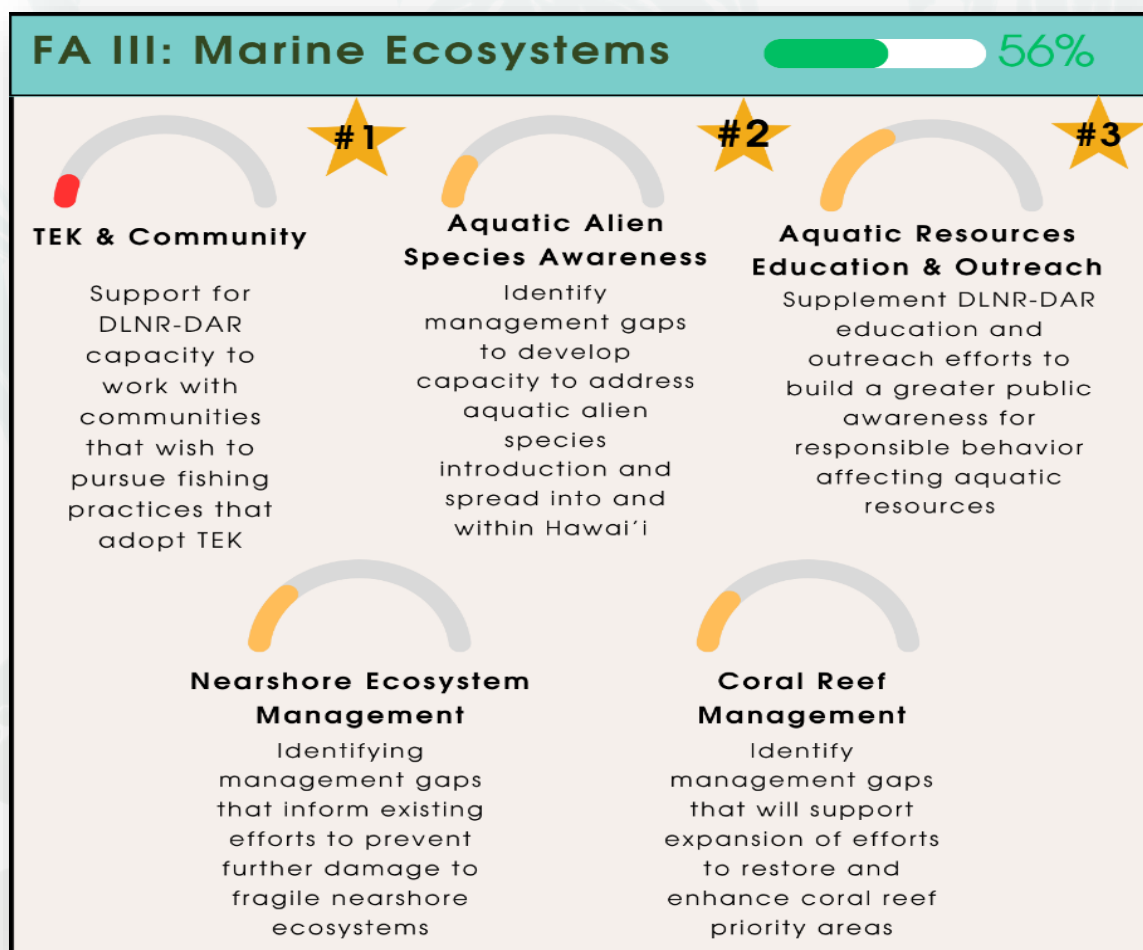 FA III: Marine Ecosystems
56%
#1
TEK & Community
Support for
DLNR-DAR
capacity to
work with
communities
that wish to
pursue fishing
practices that
adopt TEK
#2
Aquatic Alien
Species Awareness
Identify
management gaps
to develop
capacity to address
aquatic alien
species
introduction and
spread into and
within Hawai´i
#3
Aquatic Resources
Education & Outreach
Supplement DLNR-DAR
education and
outreach efforts to
build a greater public
awareness for
responsible behavior
affecting aquatic
resources
Nearshore Ecosystem
Management
Identifying
management gaps
that inform existing
efforts to prevent
further damage to
fragile nearshore
ecosystems
Coral Reef
Management
Identify
management gaps
that will support
expansion of efforts
to restore and
enhance coral reef
priority areas